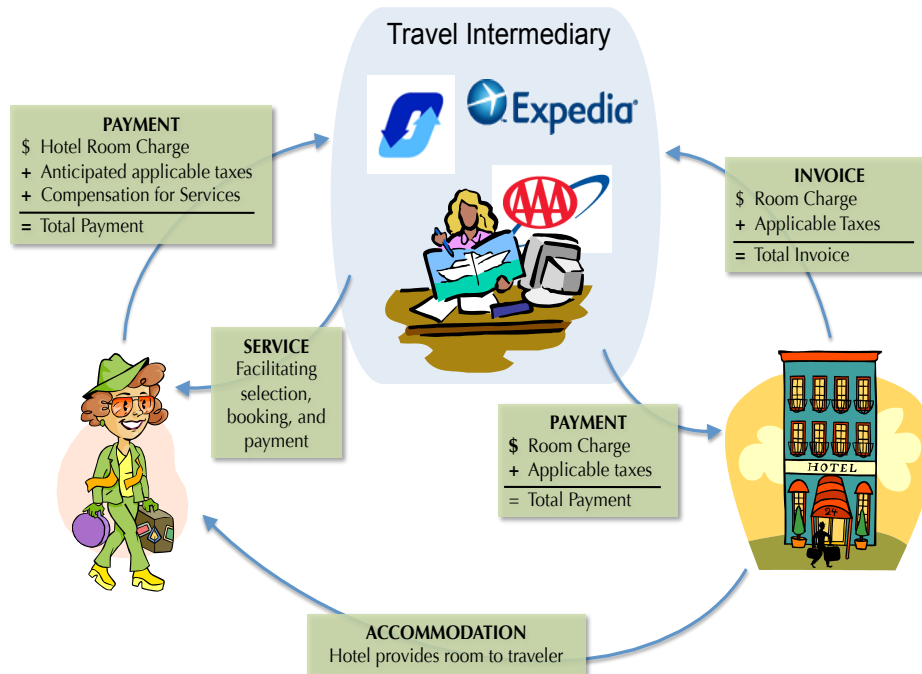 Travel Intermediary
Expedia
AAA
PAYMENT
$ Hotel Room Charge
+ Anticipated applicable taxes
+ Compensation for Services
= Total Payment
INVOICE
$ Room Charge
+ Applicable Taxes
= Total Invoice
SERVICE
Facilitating
selection,
booking, and
payment
PAYMENT
$ Room Charge
+ Applicable taxes
= Total Payment
HOTEL
24
ACCOMMODATION
Hotel provides room to traveler